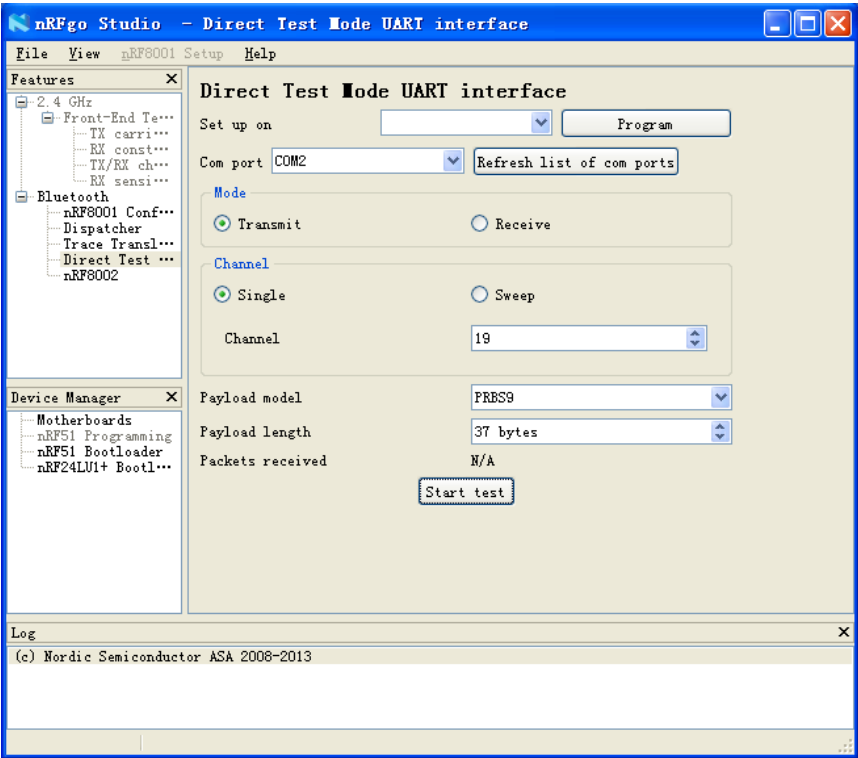 nRFgo Studio - Direct Test Mode UART interface
File View nRF8001 Setup Help
Features
2.4 GHz
Front-End Te...
TX carri...
RX const...
TX/RX ch...
RX sensi...
Bluetooth
nRF8001 Conf...
Dispatcher
Trace Transl...
Direct Test ...
nRF8002
Device Manager
Motherboards
nRF51 Programming
nRF51 Bootloader
nRF24LU1+ Bootl...
Direct Test Mode UART interface
Set up on Program
Com port COM2 Refresh list of com ports
Mode
Transmit Receive
Channel
Single Sweep
Channel 19
Payload model PRBS9
Payload length 37 bytes
Packets received N/A
Start test
Log
(c) Nordic Semiconductor ASA 2008-2013